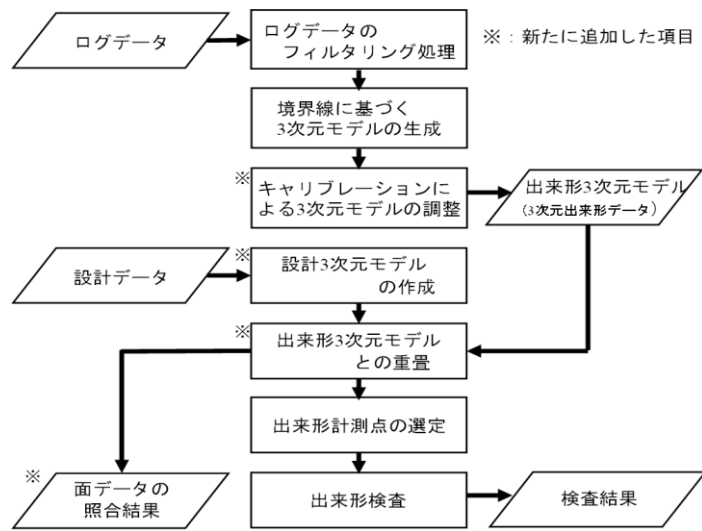 ログデータ
ログデータの
フィルタリング処理
※：新たに追加した項目
境界線に基づく
3次元モデルの生成
※
キャリブレーションに
よる3次元モデルの調整
出来形3次元モデル
(3次元出来形データ)
設計データ
※
設計3次元モデル
の作成
※
出来形3次元モデル
との重畳
出来形計測点の選定
※
面データの
照合結果
出来形検査
検査結果